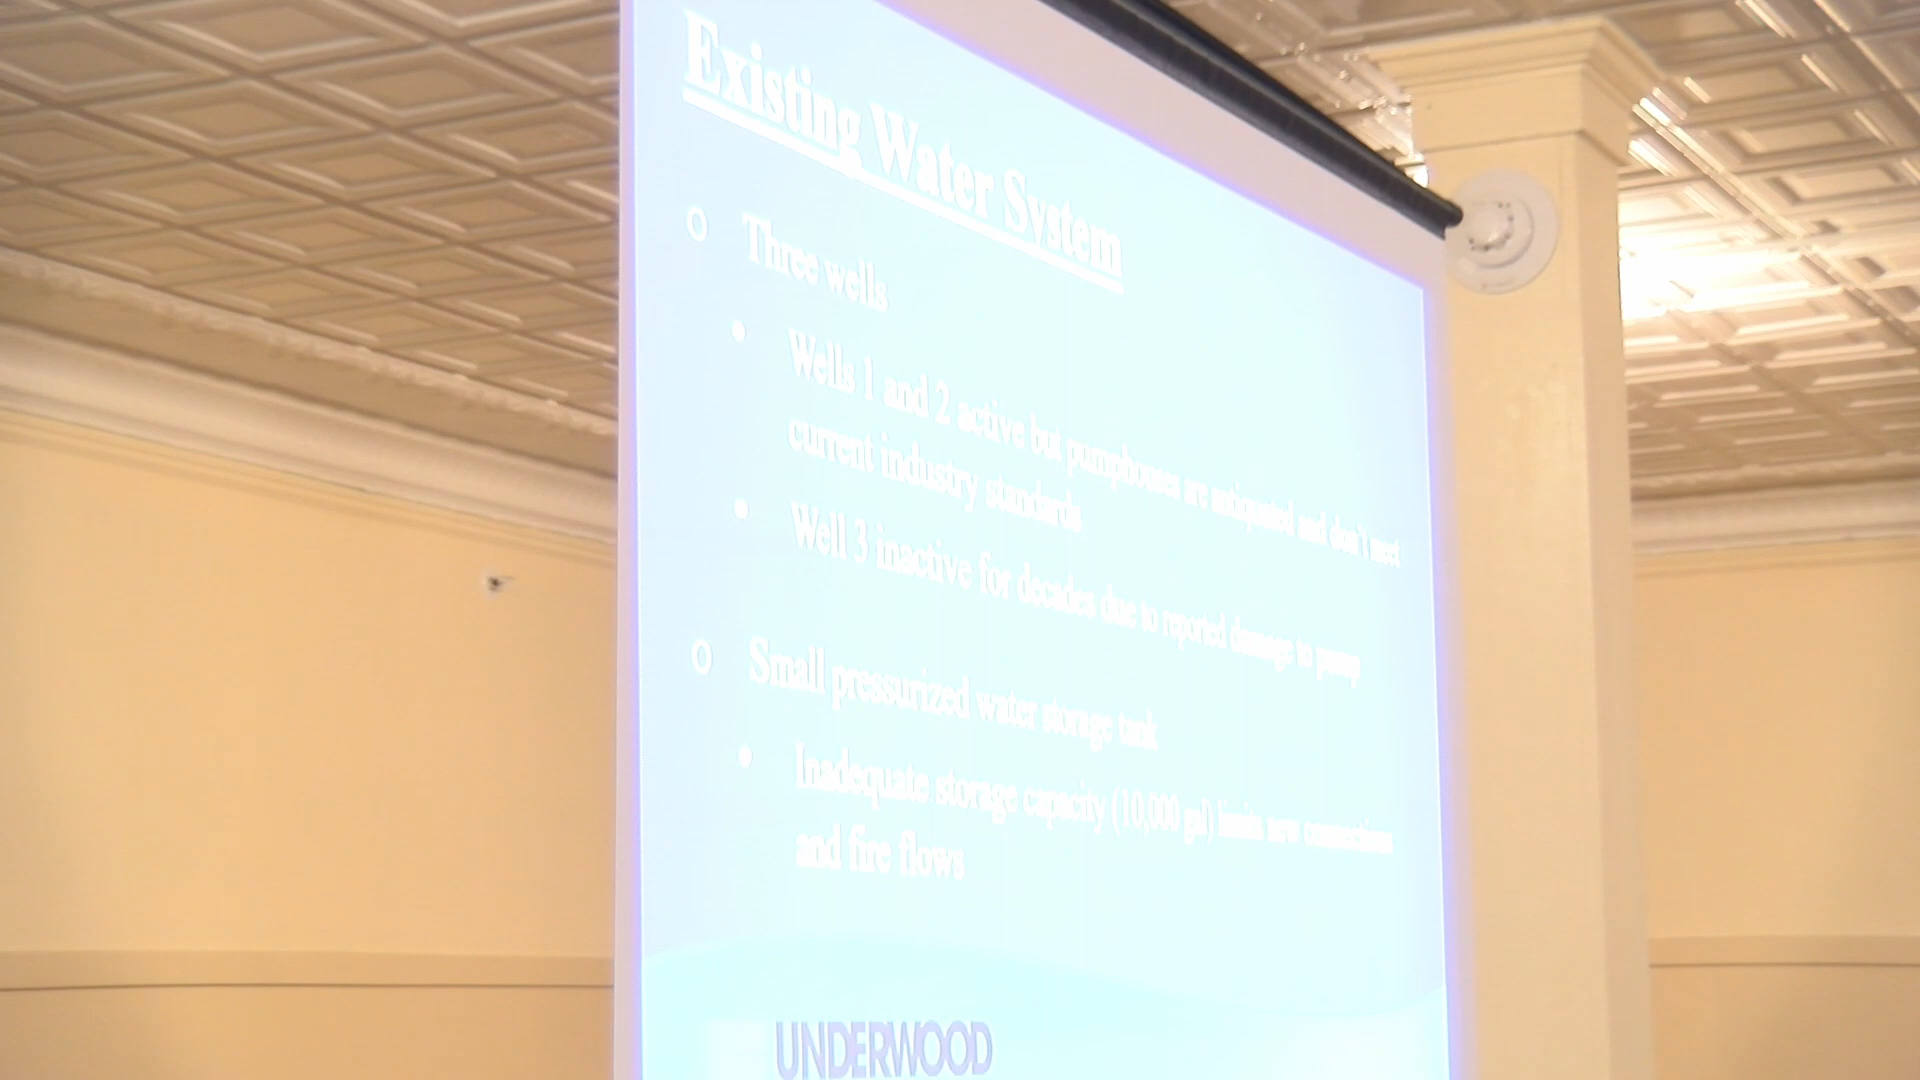 Existing Water System
O Three wells
• Wells 1 and 2 active but pumphouses are antiquated and don't meet
current industry standards
• Well 3 inactive for decades due to reported damage to pump
O Small pressurized water storage tank
• Inadequate storage capacity (10,000 gal) limits new connections
and fire flows
UNDERWOOD